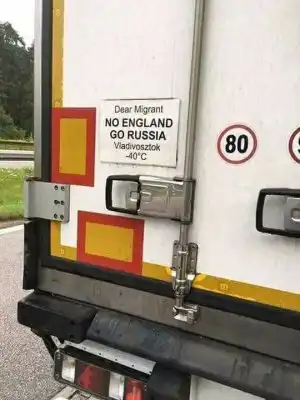 Dear Migrant
NO ENGLAND
GO RUSSIA
Vladivosztok
-40°C
80